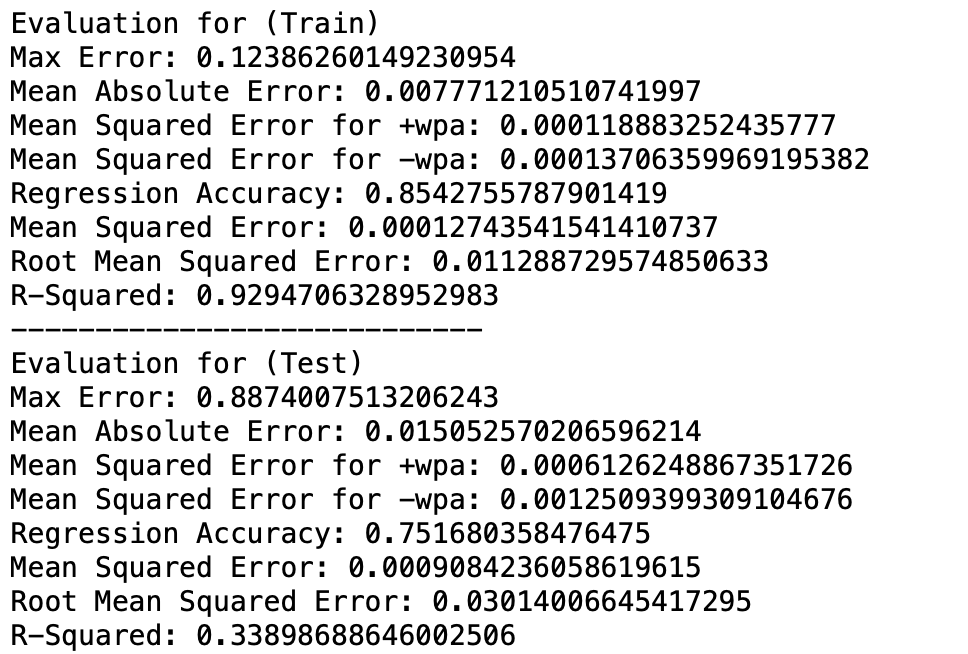 Evaluation for (Train)
Max Error: 0.12386260149230954
Mean Absolute Error: 0.007771210510741997
Mean Squared Error for +wpa: 0.000118883252435777
Mean Squared Error for -wpa: 0.00013706359969195382
Regression Accuracy: 0.8542755787901419
Mean Squared Error: 0.00012743541541410737
Root Mean Squared Error: 0.011288729574850633
R-Squared: 0.9294706328952983
----------------------------
Evaluation for (Test)
Max Error: 0.8874007513206243
Mean Absolute Error: 0.015052570206596214
Mean Squared Error for +wpa: 0.0006126248867351726
Mean Squared Error for -wpa: 0.0012509399309104676
Regression Accuracy: 0.751680358476475
Mean Squared Error: 0.0009084236058619615
Root Mean Squared Error: 0.03014006645417295
R-Squared: 0.33898688646002506